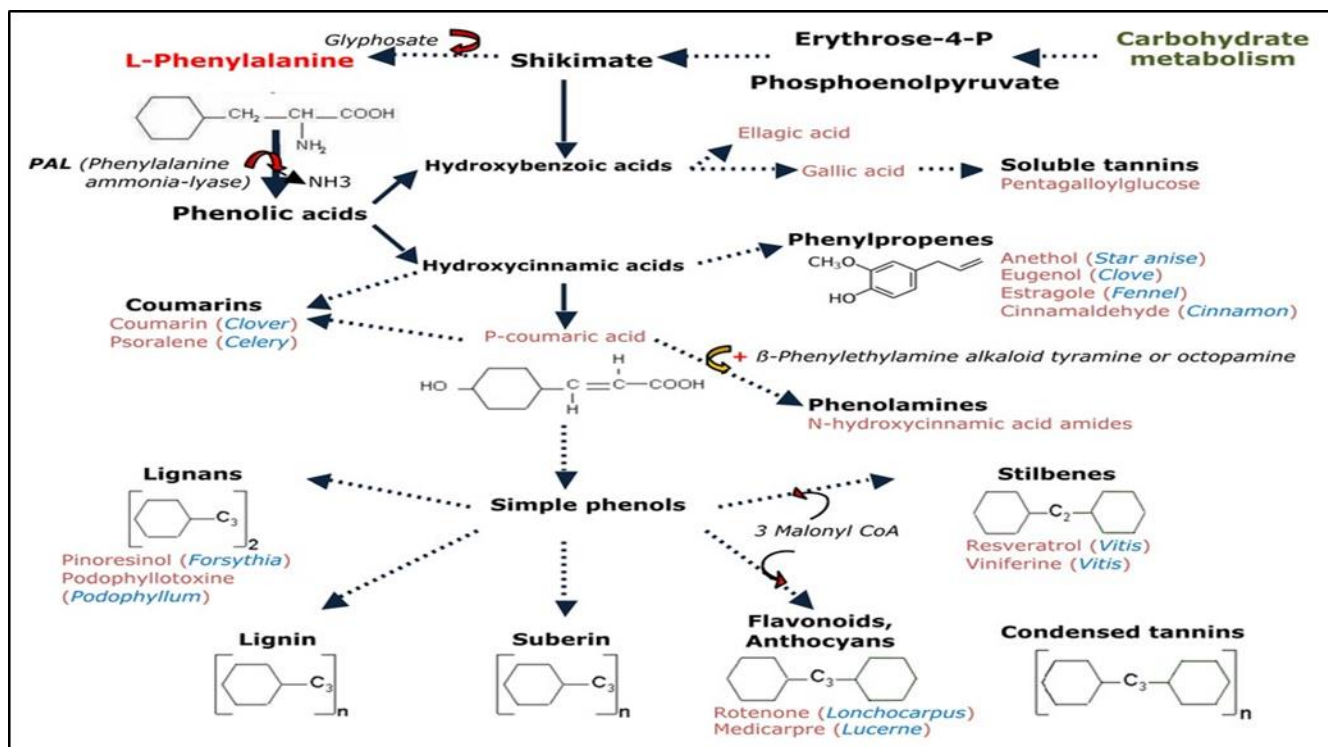 Glyphosate
Erythrose-4-P
Carbohydrate
metabolism
L-Phenylalanine
Shikimate
Phosphoenolpyruvate
CH2 CH COOH
NH2
PAL (Phenylalanine
ammonia-lyase)
NH3
Hydroxybenzoic acids
Ellagic acid
Gallic acid
Soluble tannins
Pentagalloylglucose
Phenolic acids
Hydroxycinnamic acids
Phenylpropenes
CH3O
HO
Anethol (Star anise)
Eugenol (Clove)
Estragole (Fennel)
Cinnamaldehyde (Cinnamon)
Coumarins
Coumarin (Clover)
Psoralene (Celery)
P-coumaric acid
+ ß-Phenylethylamine alkaloid tyramine or octopamine
H
HO C C COOH
H
Phenolamines
N-hydroxycinnamic acid amides
Lignans
C3
2
Pinoresinol (Forsythia)
Podophyllotoxine
(Podophyllum)
Simple phenols
3 Malonyl CoA
Stilbenes
C2
Resveratrol (Vitis)
Viniferine (Vitis)
Lignin
C3
n
Suberin
C3
n
Flavonoids,
Anthocyans
C3
Rotenone (Lonchocarpus)
Medicarpre (Lucerne)
Condensed tannins
C3
n